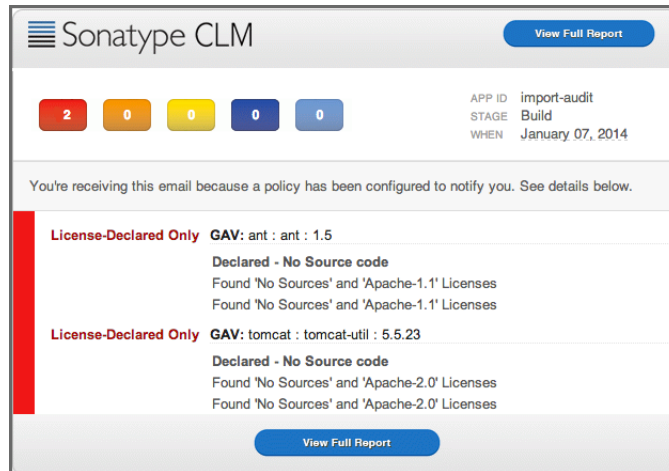 Sonatype CLM
View Full Report
2 0 0 0 0
APP ID import-audit
STAGE Build
WHEN January 07, 2014
You're receiving this email because a policy has been configured to notify you. See details below.
License-Declared Only GAV: ant : ant : 1.5
Declared - No Source code
Found 'No Sources' and 'Apache-1.1' Licenses
Found 'No Sources' and 'Apache-1.1' Licenses
License-Declared Only GAV: tomcat : tomcat-util : 5.5.23
Declared - No Source code
Found 'No Sources' and 'Apache-2.0' Licenses
Found 'No Sources' and 'Apache-2.0' Licenses
View Full Report